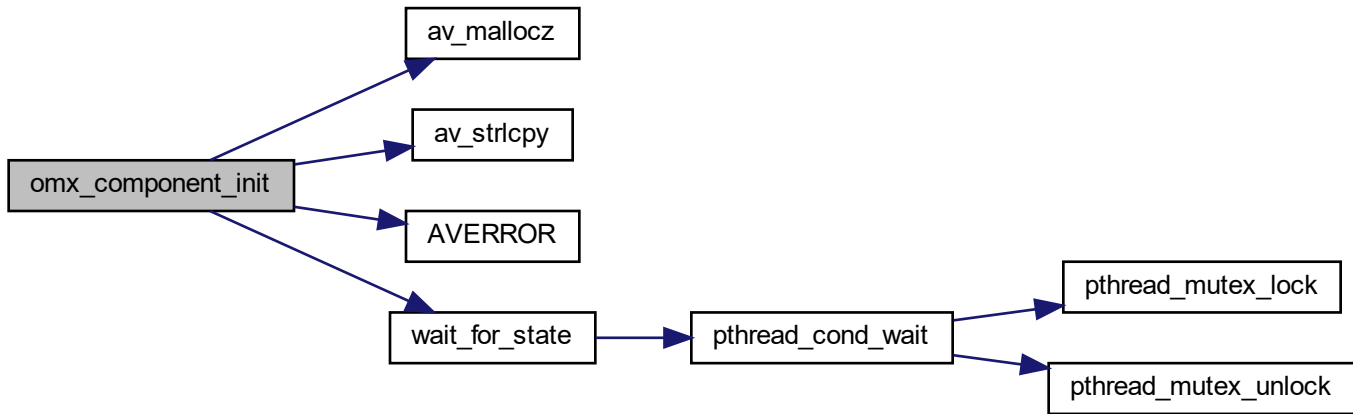 av_mallocz
av_strlcpy
omx_component_init
AVERROR
pthread_mutex_lock
wait_for_state
pthread_cond_wait
pthread_mutex_unlock